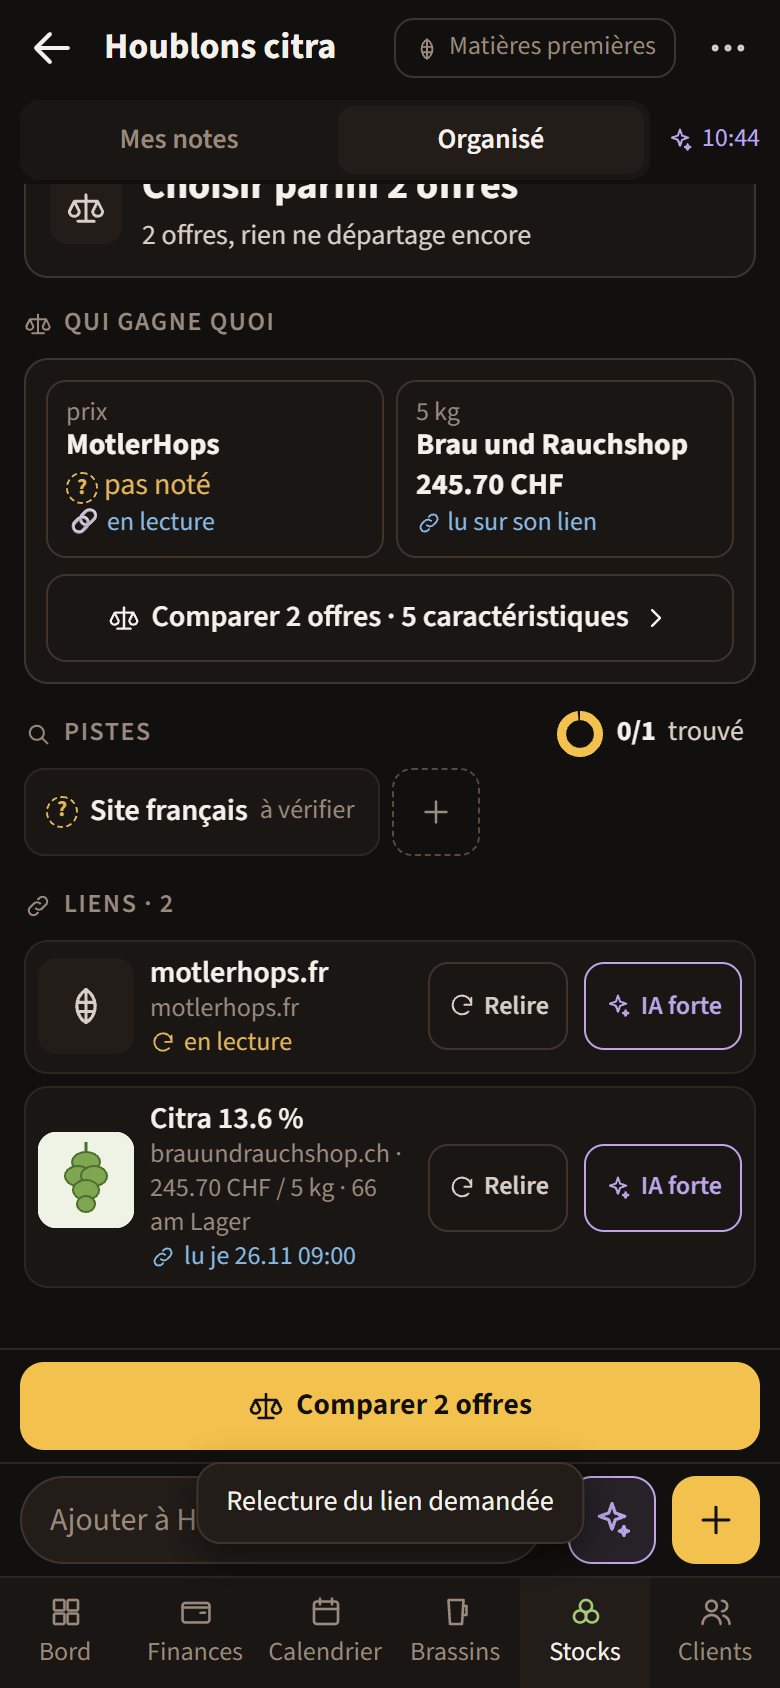 Houblons citra
Matières premières
Mes notes
Organisé
10:44
Choisir parmi 2 offres
2 offres, rien ne départage encore
QUI GAGNE QUOI
prix
MotlerHops
? pas noté
en lecture
5 kg
Brau und Rauchshop
245.70 CHF
lu sur son lien
Comparer 2 offres · 5 caractéristiques
PISTES
0/1 trouvé
? Site français à vérifier
LIENS · 2
motlerhops.fr
motlerhops.fr
en lecture
Relire
IA forte
Citra 13.6 %
brauundrauchshop.ch ·
245.70 CHF / 5 kg · 66
am Lager
lu je 26.11 09:00
Relire
IA forte
Comparer 2 offres
Ajouter à H
Relecture du lien demandée
Bord
Finances
Calendrier
Brassins
Stocks
Clients